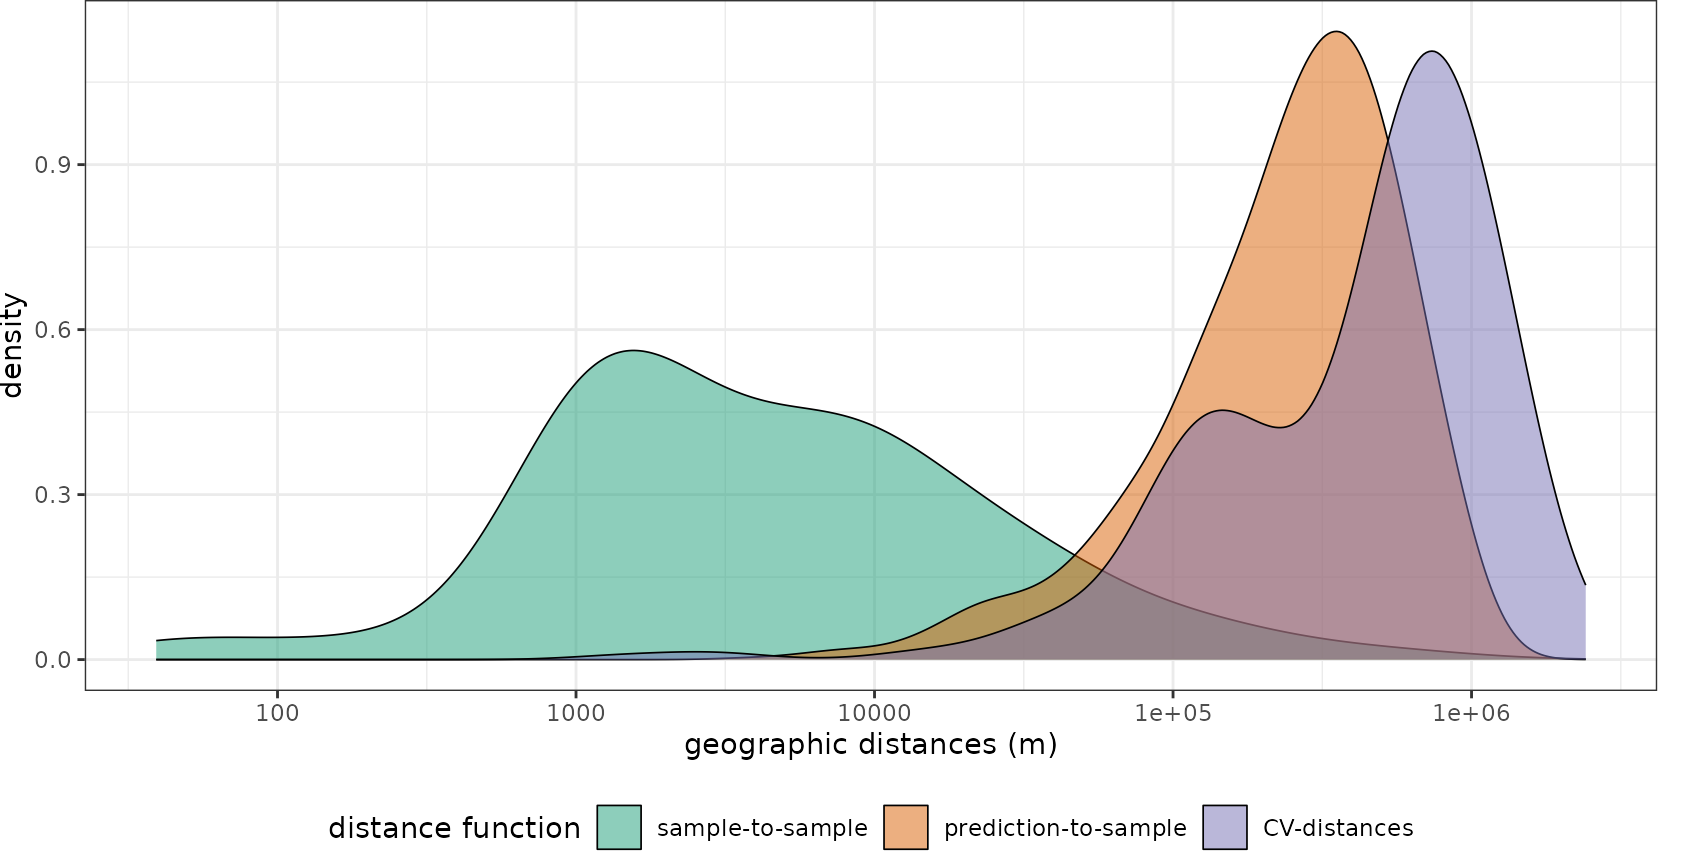 density
0.9
0.6
0.3
0.0
100 1000 10000 1e+05 1e+06
geographic distances (m)
distance function sample-to-sample prediction-to-sample CV-distances